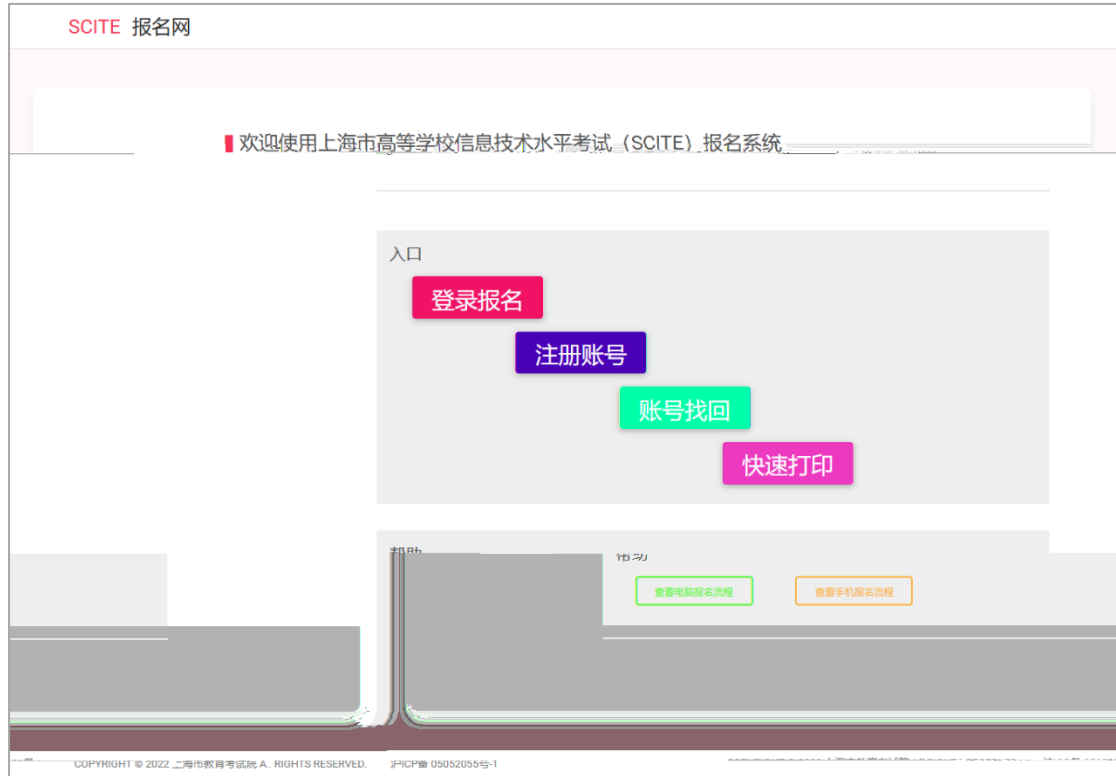 SCITE 报名网
欢迎使用上海市高等学校信息技术水平考试（SCITE）报名系统
入口
登录报名
注册账号
账号找回
快速打印
帮助
帮助
查看电脑报名流程
查看手机报名流程
COPYRIGHT © 2022 上海市教育考试院 A.. RIGHTS RESERVED. 沪ICP备 05052055号-1